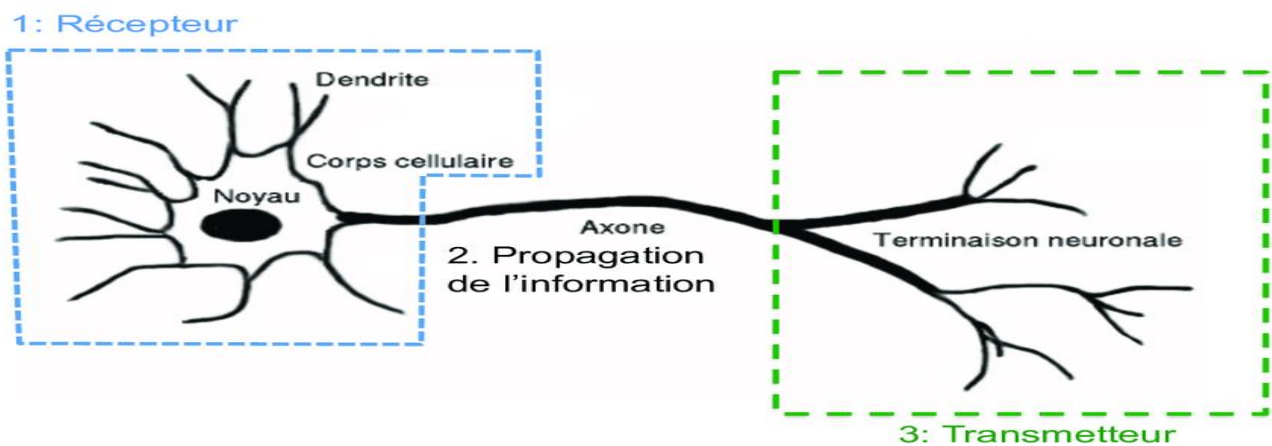 1: Récepteur
Dendrite
Corps cellulaire
Noyau
Axone
2. Propagation
de l'information
Terminaison neuronale
3: Transmetteur